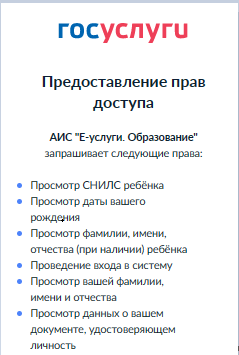 госуслуги
Предоставление прав
доступа
АИС "Е-услуги. Образование"
запрашивает следующие права:
Просмотр СНИЛС ребёнка
Просмотр даты вашего
рождения
Просмотр фамилии, имени,
отчества (при наличии) ребёнка
Проведение входа в систему
Просмотр вашей фамилии,
имени и отчества
Просмотр данных о вашем
документе, удостоверяющем
личность